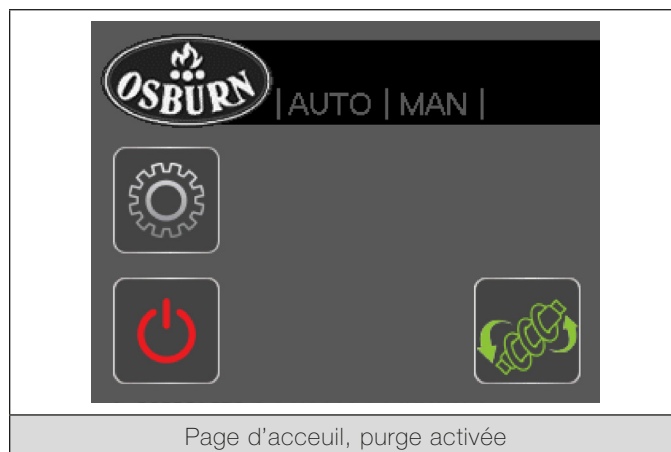 OSBURN
| AUTO | MAN |
Page d'acceuil, purge activée